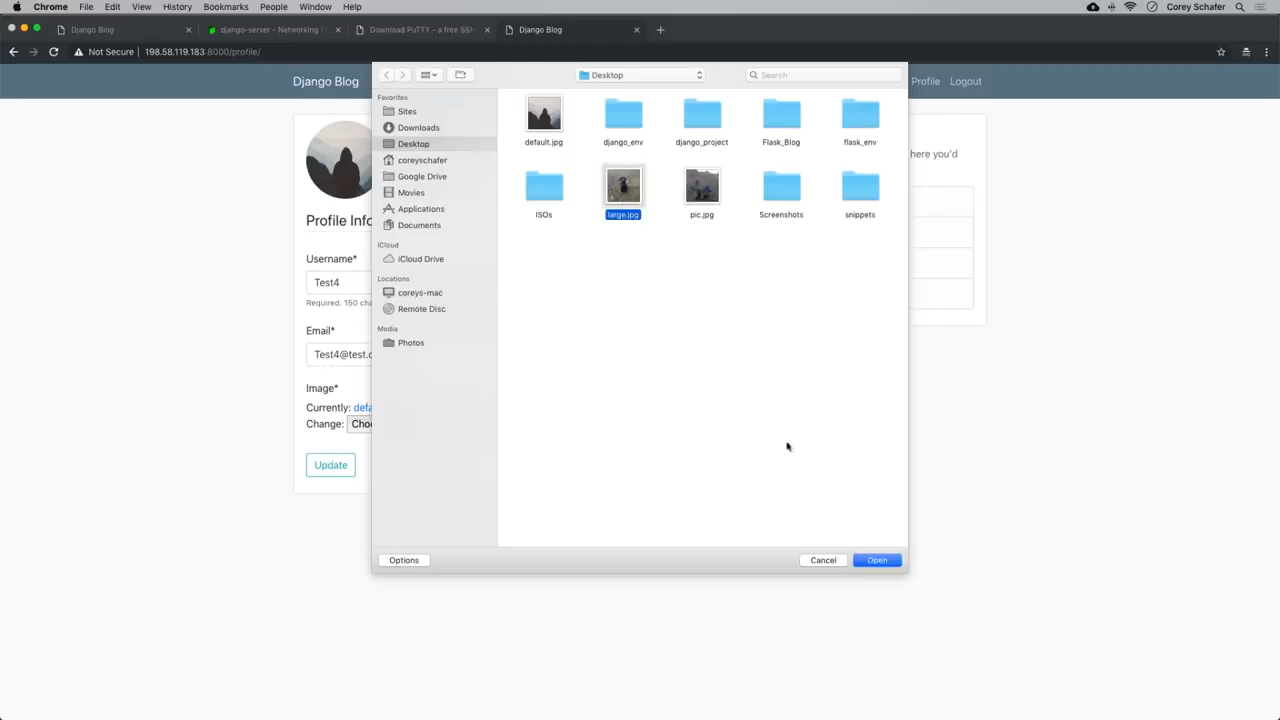 Chrome File Edit View History Bookmarks People Window Help Corey Schafer
Django Blog django-server - Networking | Download PuTTY - a free SSH Django Blog
Not Secure 198.58.119.183:8000/profile/
Django Blog Profile Logout
Desktop Search
Favorites
Sites
Downloads
Desktop
coreyschafer
Google Drive
Movies
Applications
Documents
iCloud
iCloud Drive
Locations
coreys-mac
Remote Disc
Media
Photos
default.jpg django_env django_project Flask_Blog flask_env
ISOs large.jpg pic.jpg Screenshots snippets
Options Cancel Open
here you'd
Profile Info
Username*
Test4
Required. 150 cha
Email*
Test4@test.c
Image*
Currently: defa
Change: Choo
Update